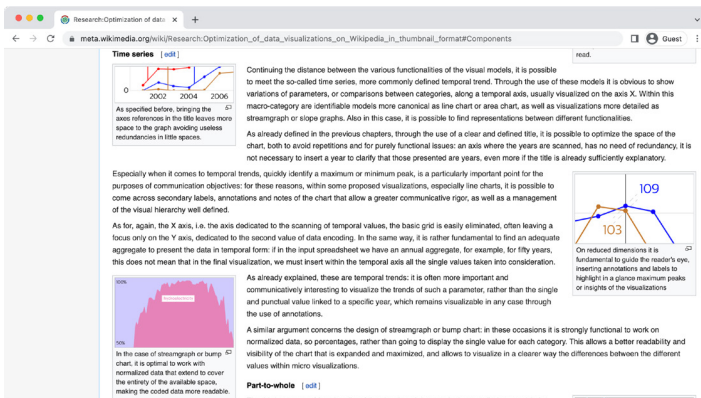 Research:Optimization of data
meta.wikimedia.org/wiki/Research:Optimization_of_data_visualizations_on_Wikipedia_in_thumbnail_format#Components
Guest
Time series [ edit ]
read.
0
2002 2004 2006
As specified before, bringing the
axes references in the title leaves more
space to the graph avoiding useless
redundancies in little spaces.
Continuing the distance between the various functionalities of the visual models, it is possible
to meet the so-called time series, more commonly defined temporal trend. Through the use of these models it is obvious to show
variations of parameters, or comparisons between categories, along a temporal axis, usually visualized on the axis X. Within this
macro-category are identifiable models more canonical as line chart or area chart, as well as visualizations more detailed as
streamgraph or slope graphs. Also in this case, it is possible to find representations between different functionalities.
As already defined in the previous chapters, through the use of a clear and defined title, it is possible to optimize the space of the
chart, both to avoid repetitions and for purely functional issues: an axis where the years are scanned, has no need of redundancy, it is
not necessary to insert a year to clarify that those presented are years, even more if the title is already sufficiently explanatory.
Especially when it comes to temporal trends, quickly identify a maximum or minimum peak, is a particularly important point for the
purposes of communication objectives: for these reasons, within some proposed visualizations, especially line charts, it is possible to
come across secondary labels, annotations and notes of the chart that allow a greater communicative rigor, as well as a management
of the visual hierarchy well defined.
109
103
On reduced dimensions it is
fundamental to guide the reader's eye,
inserting annotations and labels to
highlight in a glance maximum peaks
or insights of the visualizations
As for, again, the X axis, i.e. the axis dedicated to the scanning of temporal values, the basic grid is easily eliminated, often leaving a
focus only on the Y axis, dedicated to the second value of data encoding. In the same way, it is rather fundamental to find an adequate
aggregate to present the data in temporal form: if in the input spreadsheet we have an annual aggregate, for example, for fifty years,
this does not mean that in the final visualization, we must insert within the temporal axis all the single values taken into consideration.
100%
50%
In the case of streamgraph or bump
chart, it is optimal to work with
normalized data that extend to cover
the entirety of the available space,
making the coded data more readable.
As already explained, these are temporal trends: it is often more important and
communicatively interesting to visualize the trends of such a parameter, rather than the single
and punctual value linked to a specific year, which remains visualizable in any case through
the use of annotations.
A similar argument concerns the design of streamgraph or bump chart: in these occasions it is strongly functional to work on
normalized data, so percentages, rather than going to display the single value for each category. This allows a better readability and
visibility of the chart that is expanded and maximized, and allows to visualize in a clearer way the differences between the different
values within micro visualizations.
Part-to-whole [ edit ]